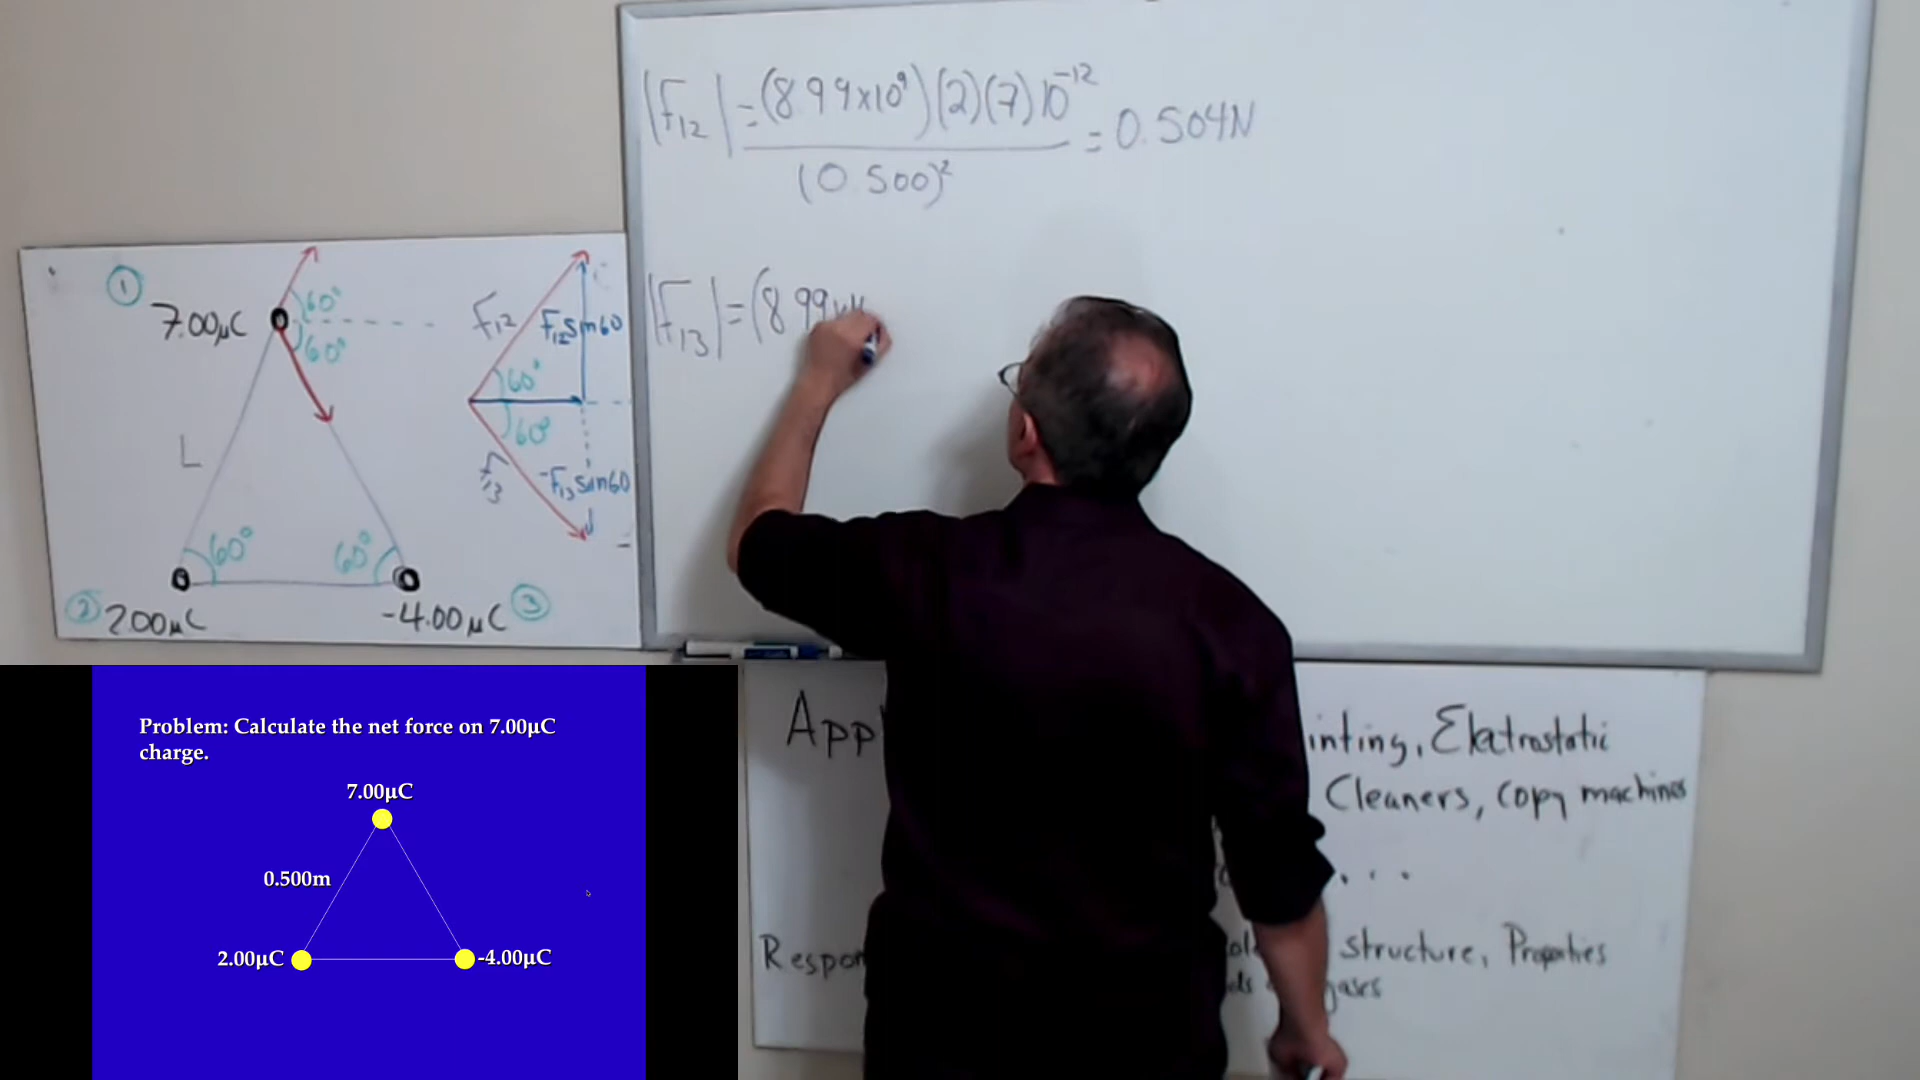 |F12| = (8.99x10⁹)(2)(7)10⁻¹² = 0.504N
(0.500)²
|F13| = (8.99x
1
7.00µC
60°
60°
L
60°
60°
2
2.00µC
-4.00µC
3
F12
F12sin60
60°
60°
F13
-F13sin60
=
App
inting, Elektrostatic
Cleaners, copy machines
. . .
Respon
structure, Properties
gases
Problem: Calculate the net force on 7.00µC
charge.
7.00µC
0.500m
2.00µC
-4.00µC